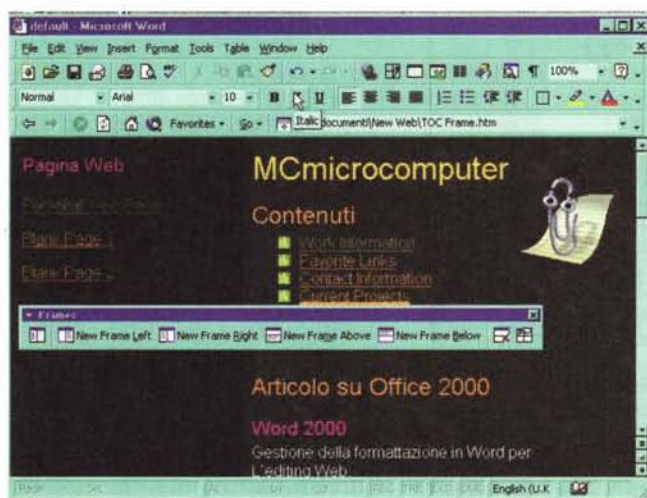 default - Microsoft Word
File Edit View Insert Format Tools Table Window Help
100%
Normal Arial 10 B I U
Favorites Go documenti\New Web\TOC Frame.htm
Italic
Pagina Web
MCmicrocomputer
Contenuti
Personal Web Page
Work Information
Blank Page
Favorite Links
Contact Information
Blank Page
Current Projects
Frames
New Frame Left New Frame Right New Frame Above New Frame Below
Articolo su Office 2000
Word 2000
Gestione della formattazione in Word per
L'editing Web
English (U.K